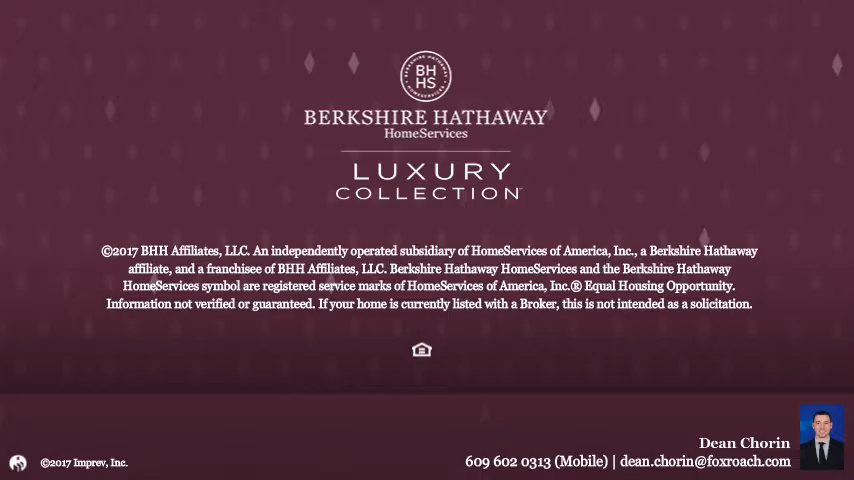 BH
HS
BERKSHIRE HATHAWAY
HOMESERVICES
BERKSHIRE HATHAWAY
HomeServices
LUXURY
COLLECTION
©2017 BHH Affiliates, LLC. An independently operated subsidiary of HomeServices of America, Inc., a Berkshire Hathaway
affiliate, and a franchisee of BHH Affiliates, LLC. Berkshire Hathaway HomeServices and the Berkshire Hathaway
HomeServices symbol are registered service marks of HomeServices of America, Inc.® Equal Housing Opportunity.
Information not verified or guaranteed. If your home is currently listed with a Broker, this is not intended as a solicitation.
Dean Chorin
609 602 0313 (Mobile) | dean.chorin@foxroach.com
©2017 Imprev, Inc.